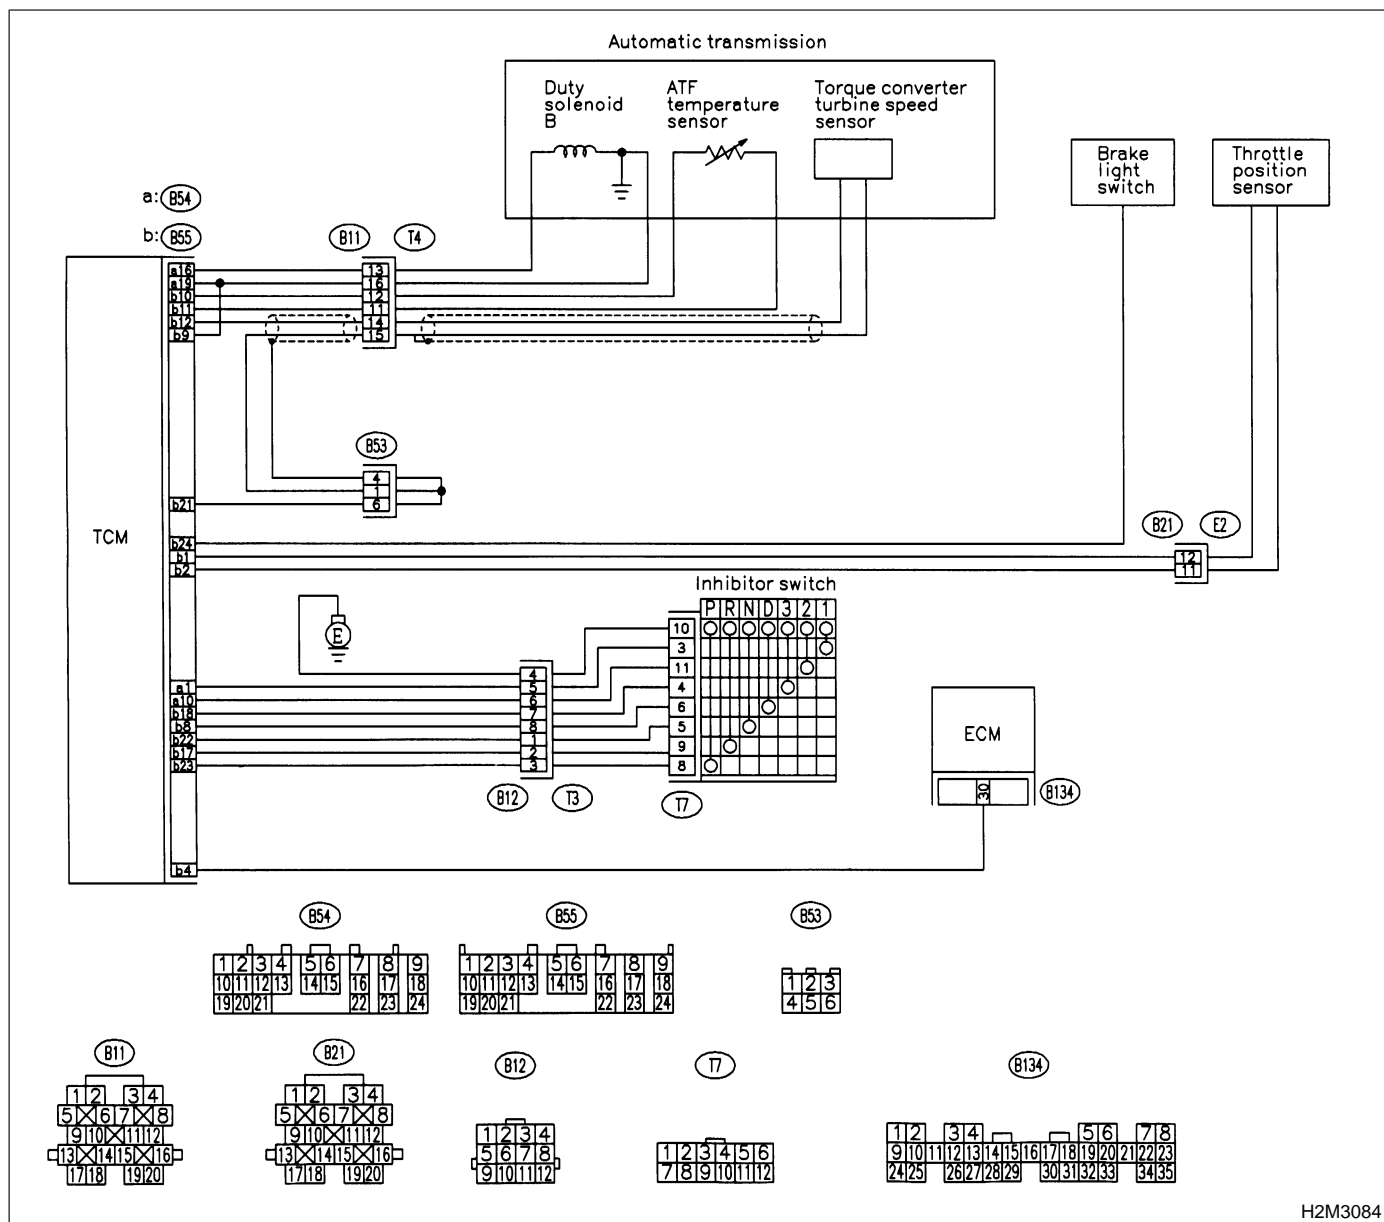 Automatic transmission
Duty
solenoid
B
ATF
temperature
sensor
Torque converter
turbine speed
sensor
Brake
light
switch
Throttle
position
sensor
a: B54
b: B55
B11 T4
a16 13
a19 16
b10 12
b11 11
b12 14
b9 15
B53
4
1
b21 6
TCM
B21 E2
b24
b1 12
b2 11
Inhibitor switch
P R N D 3 2 1
E
10
3
11
4
6
5
9
8
4
a1 5
a10 6
b18 7
b8 8
b22 1
b17 2
b23 3
B12 T3
T7
ECM
30
B134
b4
B54
1 2 3 4 5 6 7 8 9
10 11 12 13 14 15 16 17 18
19 20 21 22 23 24
B55
1 2 3 4 5 6 7 8 9
10 11 12 13 14 15 16 17 18
19 20 21 22 23 24
B53
1 2 3
4 5 6
B11
1 2 3 4
5 6 7 8
9 10 11 12
13 14 15 16
17 18 19 20
B21
1 2 3 4
5 6 7 8
9 10 11 12
13 14 15 16
17 18 19 20
B12
1 2 3 4
5 6 7 8
9 10 11 12
T7
1 2 3 4 5 6
7 8 9 10 11 12
B134
1 2 3 4 5 6 7 8
9 10 11 12 13 14 15 16 17 18 19 20 21 22 23
24 25 26 27 28 29 30 31 32 33 34 35
H2M3084